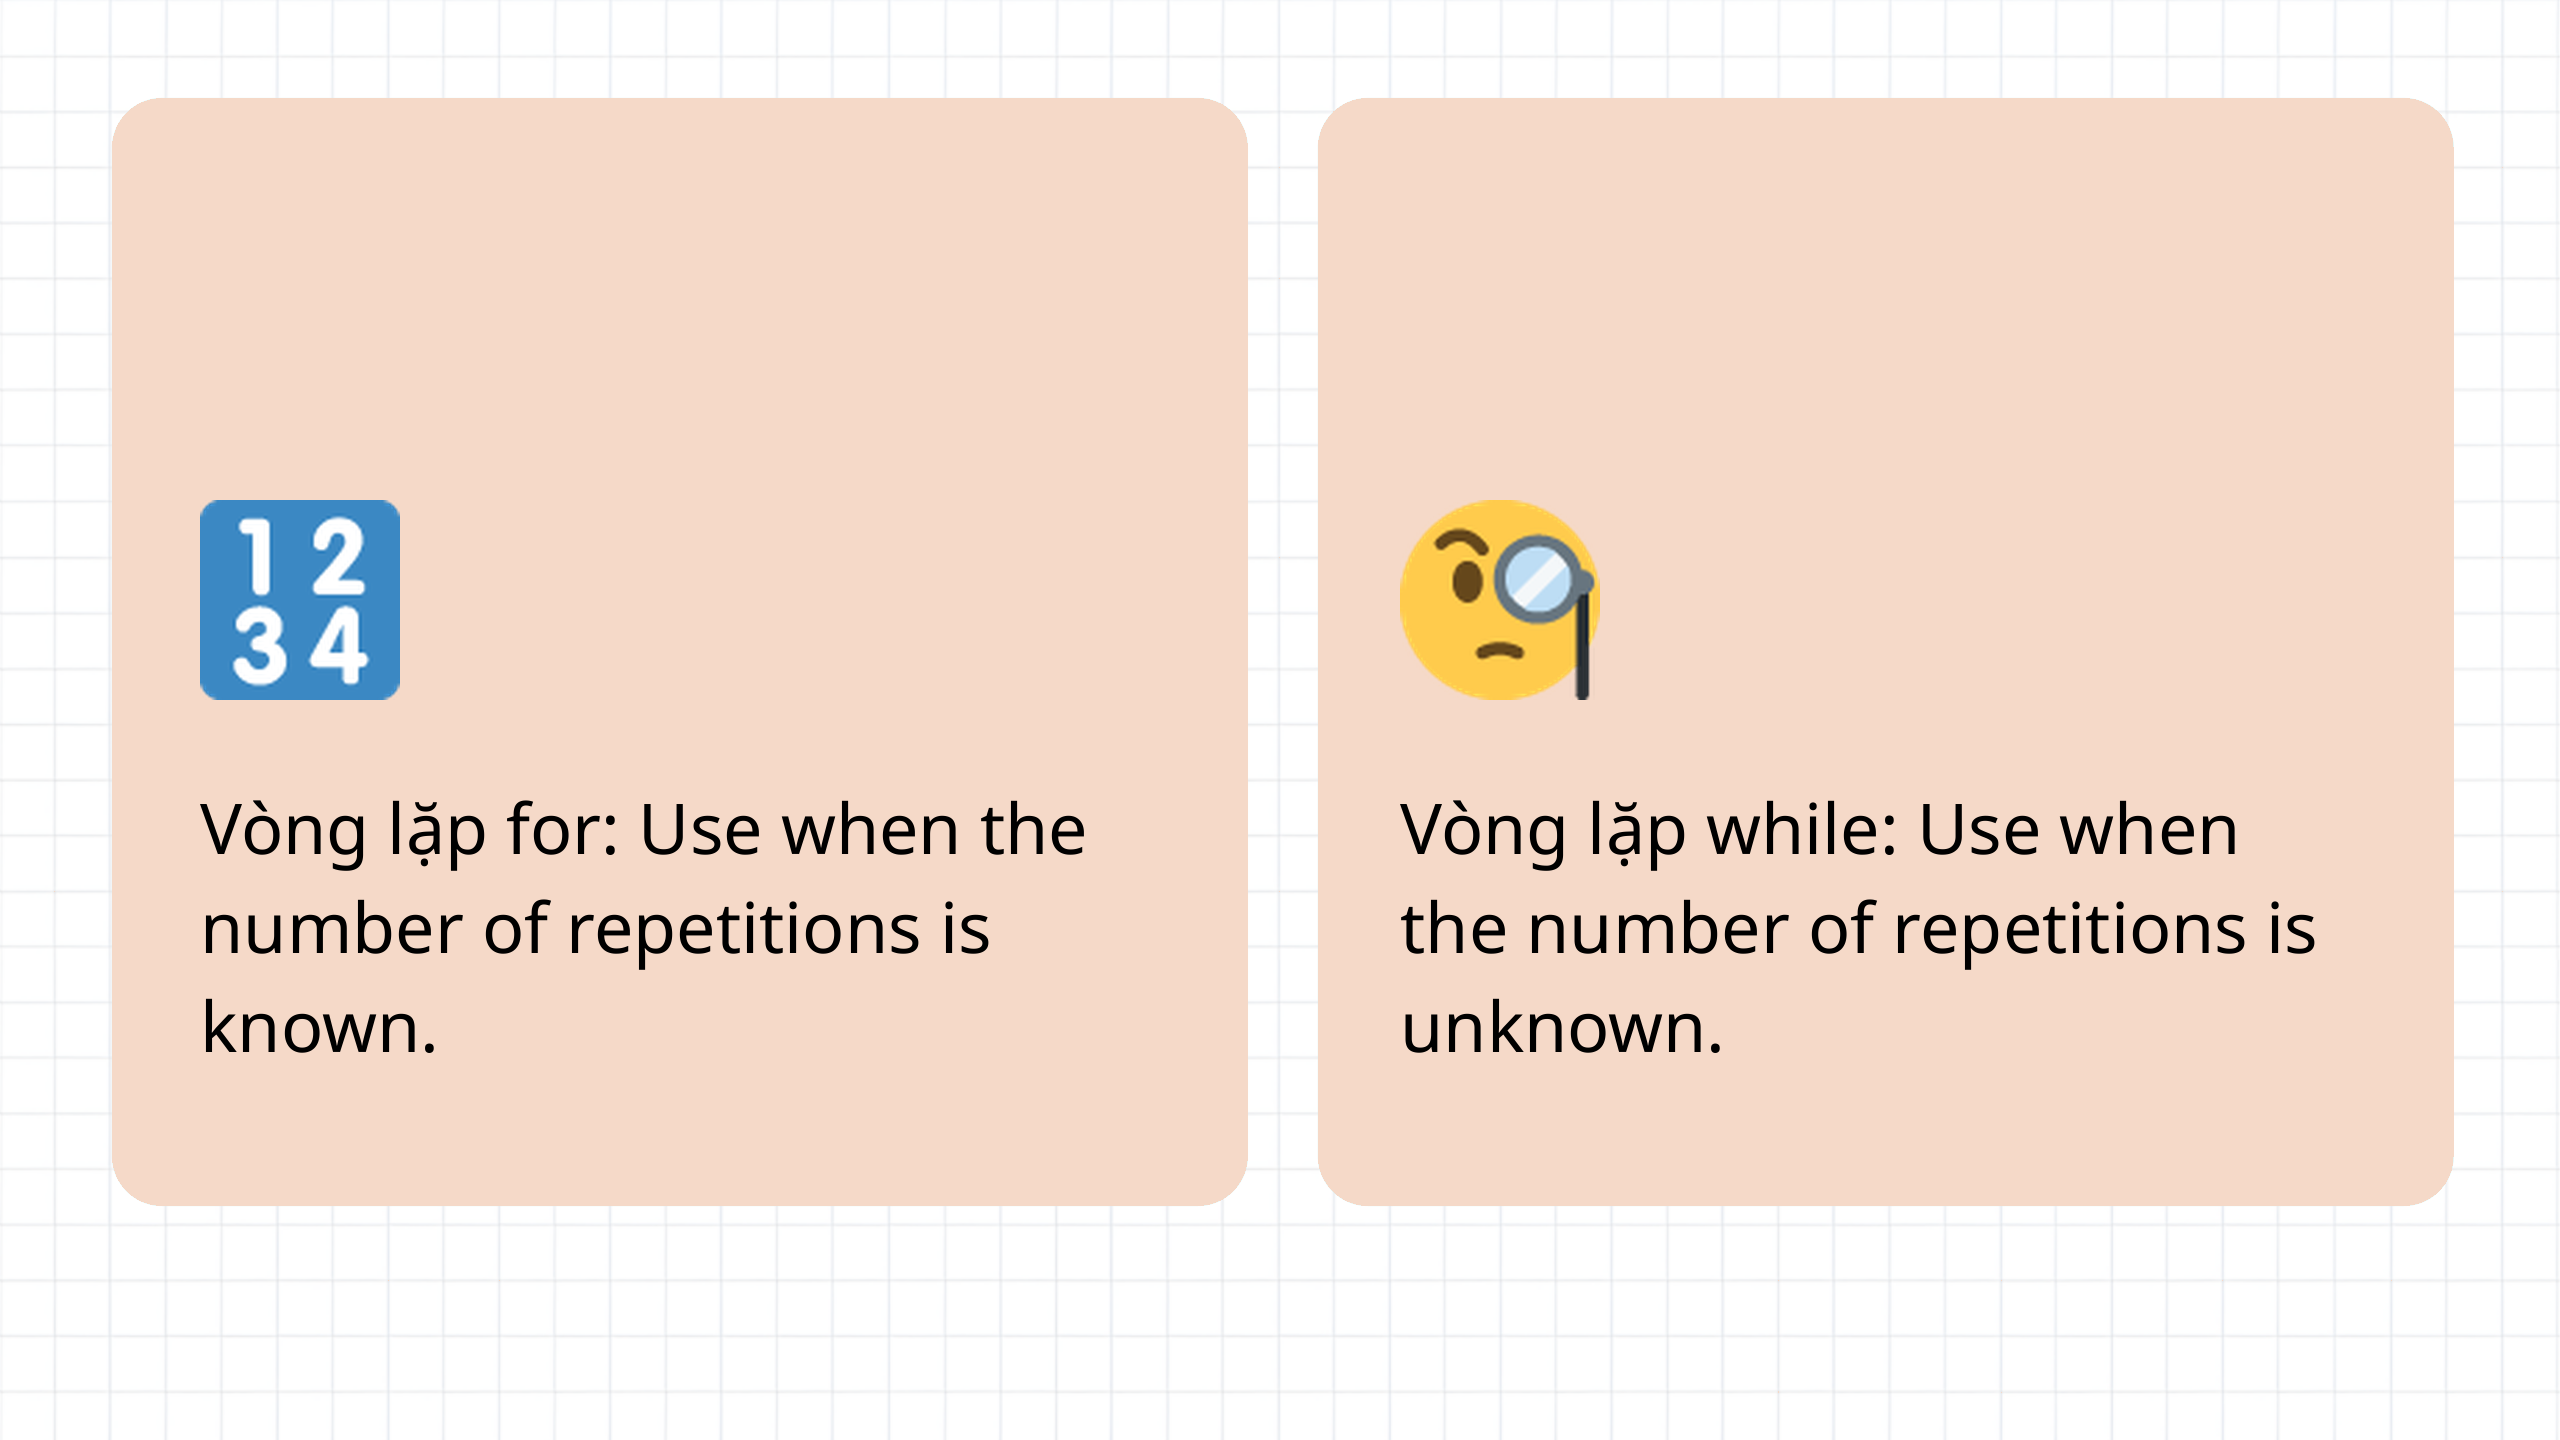 1 2
3 4
Vòng lặp for: Use when the
number of repetitions is
known.
Vòng lặp while: Use when
the number of repetitions is
unknown.